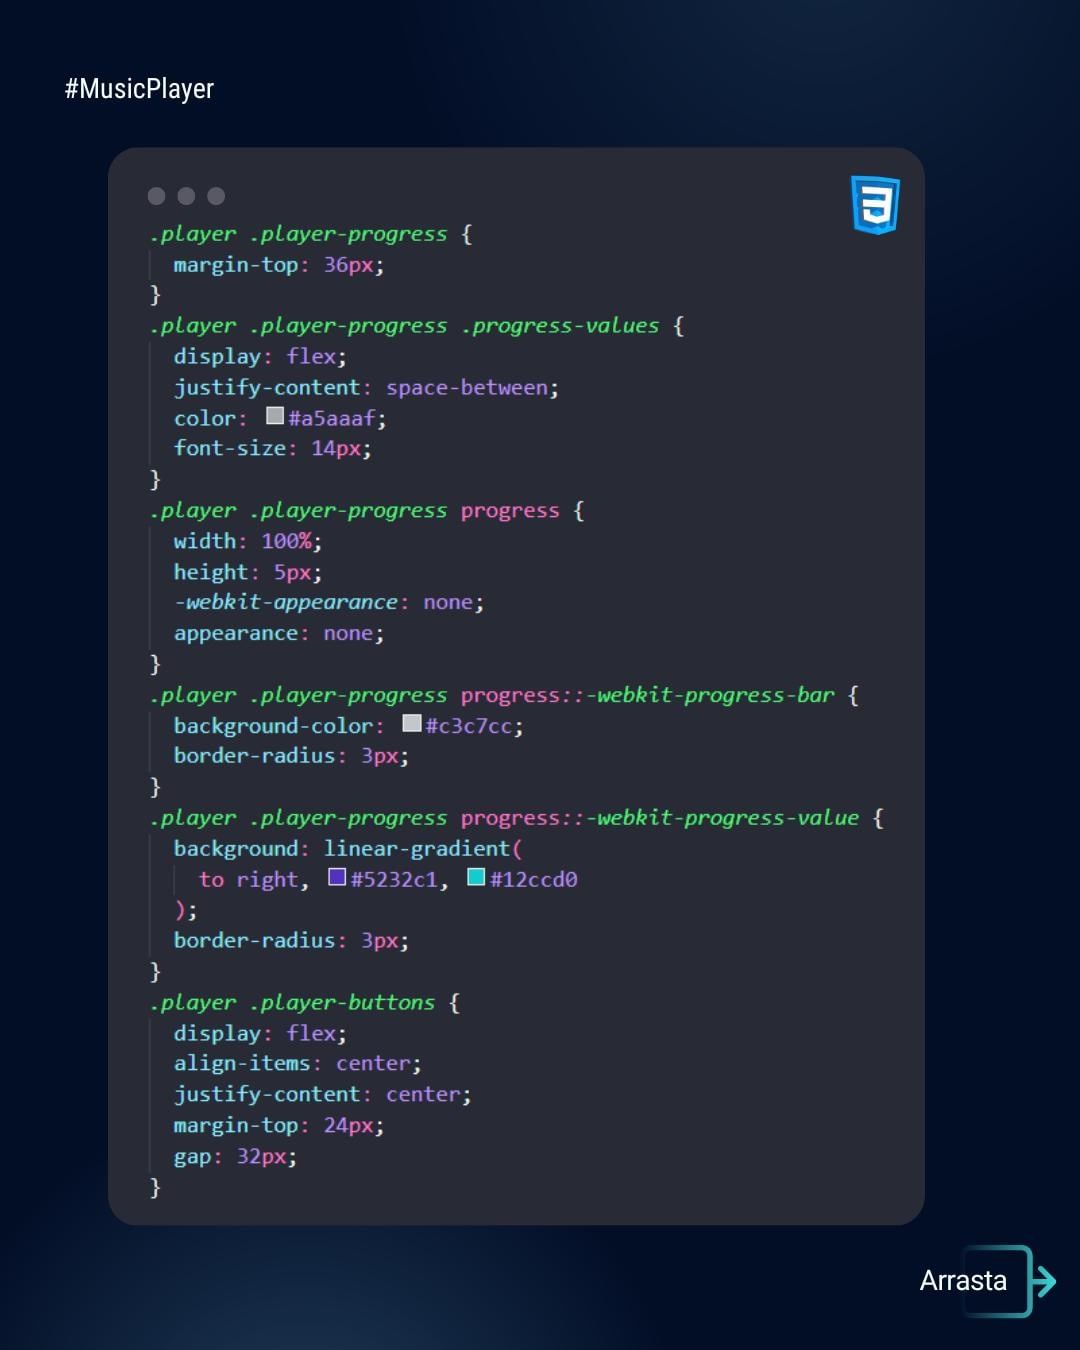 #MusicPlayer
.player .player-progress {
  margin-top: 36px;
}
.player .player-progress .progress-values {
  display: flex;
  justify-content: space-between;
  color: #a5aaaf;
  font-size: 14px;
}
.player .player-progress progress {
  width: 100%;
  height: 5px;
  -webkit-appearance: none;
  appearance: none;
}
.player .player-progress progress::-webkit-progress-bar {
  background-color: #c3c7cc;
  border-radius: 3px;
}
.player .player-progress progress::-webkit-progress-value {
  background: linear-gradient(
    to right, #5232c1, #12ccd0
  );
  border-radius: 3px;
}
.player .player-buttons {
  display: flex;
  align-items: center;
  justify-content: center;
  margin-top: 24px;
  gap: 32px;
}
Arrasta